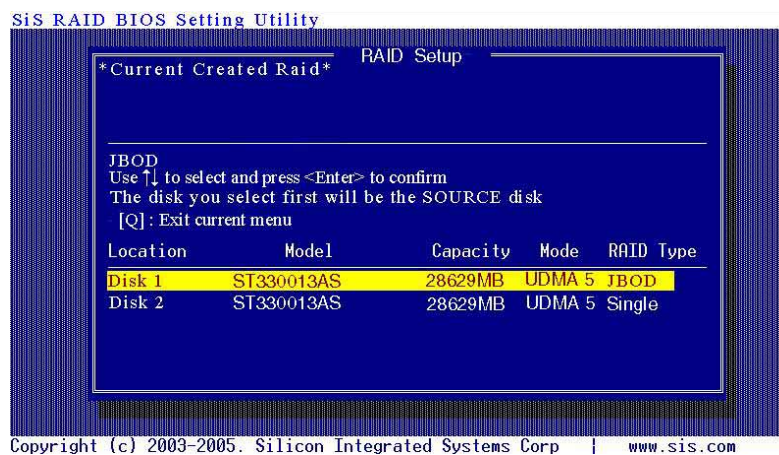 SiS RAID BIOS Setting Utility
RAID Setup
*Current Created Raid*
JBOD
Use ↑↓ to select and press <Enter> to confirm
The disk you select first will be the SOURCE disk
[Q] : Exit current menu
Location Model Capacity Mode RAID Type
Disk 1 ST330013AS 28629MB UDMA 5 JBOD
Disk 2 ST330013AS 28629MB UDMA 5 Single
Copyright (c) 2003-2005. Silicon Integrated Systems Corp | www.sis.com